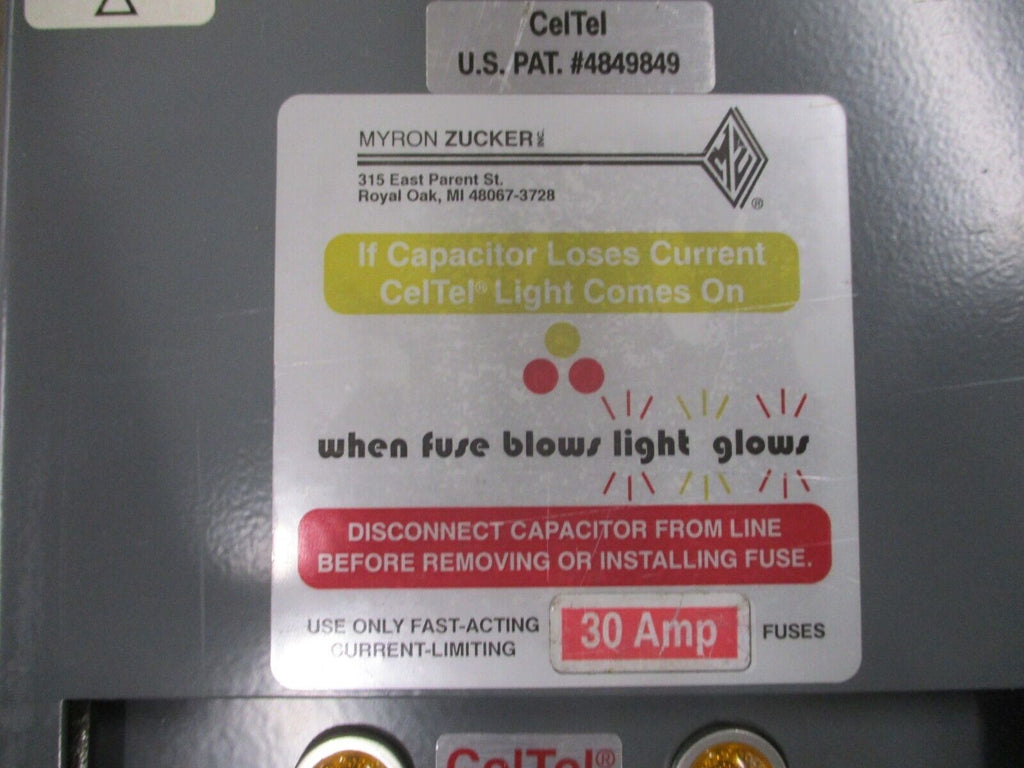 CelTel
U.S. PAT. #4849849
MYRON ZUCKER INC.
315 East Parent St.
Royal Oak, MI 48067-3728
If Capacitor Loses Current
CelTel® Light Comes On
when fuse blows light glows
DISCONNECT CAPACITOR FROM LINE
BEFORE REMOVING OR INSTALLING FUSE.
USE ONLY FAST-ACTING
CURRENT-LIMITING
30 Amp
FUSES
CelTel®